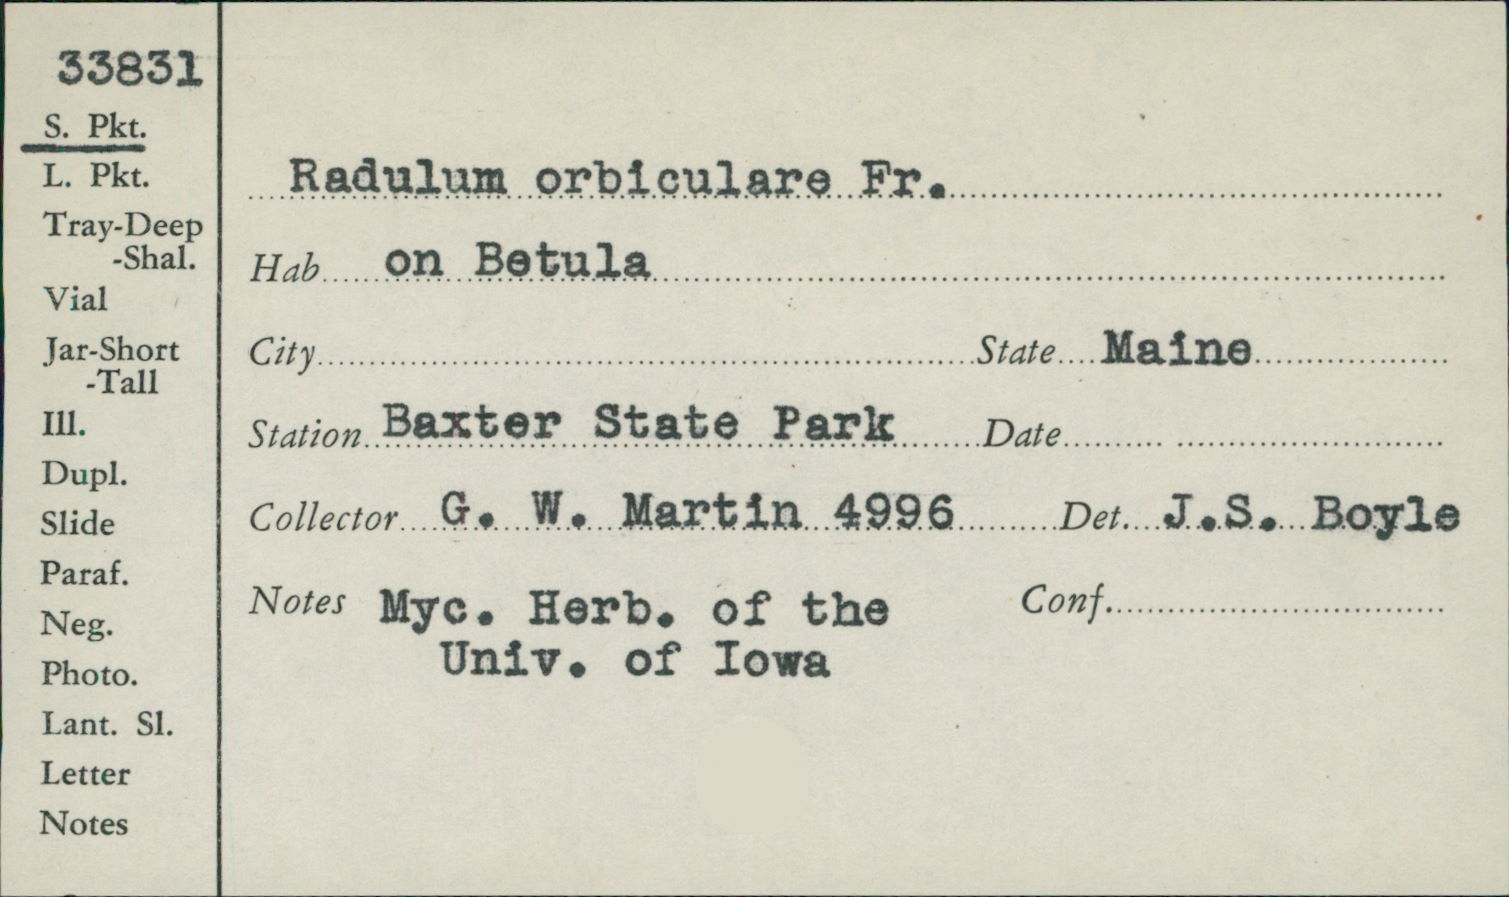 33831
S. Pkt.
L. Pkt.
Tray-Deep
-Shal.
Vial
Jar-Short
-Tall
Ill.
Dupl.
Slide
Paraf.
Neg.
Photo.
Lant. Sl.
Letter
Notes
Radulum orbiculare Fr.
Hab on Betula
City State Maine
Station Baxter State Park Date
Collector G. W. Martin 4996 Det. J.S. Boyle
Notes Myc. Herb. of the Conf.
Univ. of Iowa